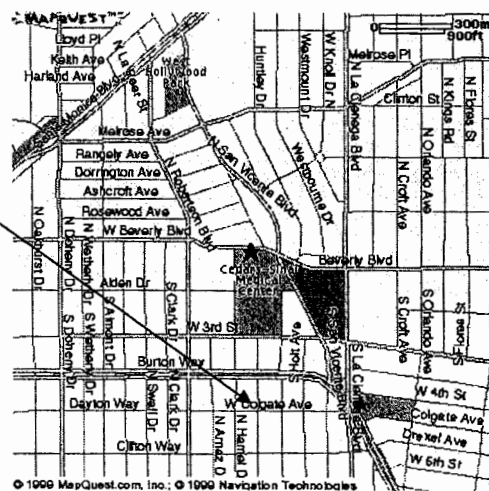 MAPQUEST™
300m
900ft
Lloyd Pl
Keith Ave
Harland Ave
N La Peer St
West
Hollywood
Park
Huntley Dr
Westmount Dr
W Knoll Dr N
N La Cienega Blvd
Melrose Pl
Clinton St
N Kings Rd
N Flores St
Santa Monica Blvd
Melrose Ave
N Croft Ave
N Orlando Ave
Rangely Ave
Dorrington Ave
Ashcroft Ave
Rosewood Ave
W Beverly Blvd
N Robertson Blvd
N San Vicente Blvd
Westbourne Dr
Beverly Blvd
N Oakhurst Dr
N Doheny Dr
N Wetherly Dr
Cedars-Sinai
Medical
Center
Alden Dr
S Doheny Dr
S Wetherly Dr
S Almont Dr
S Clark Dr
W 3rd St
S Holt Ave
S San Vicente Blvd
S La Cienega Blvd
S Croft Ave
S Orlando Ave
S Flores St
Burton Way
Dayton Way
Swall Dr
N Clark Dr
W Colgate Ave
W 4th St
Colgate Ave
Drexel Ave
W 5th St
Clifton Way
N Arnaz D
N Hamel D
© 1999 MapQuest.com, Inc.; © 1999 Navigation Technologies